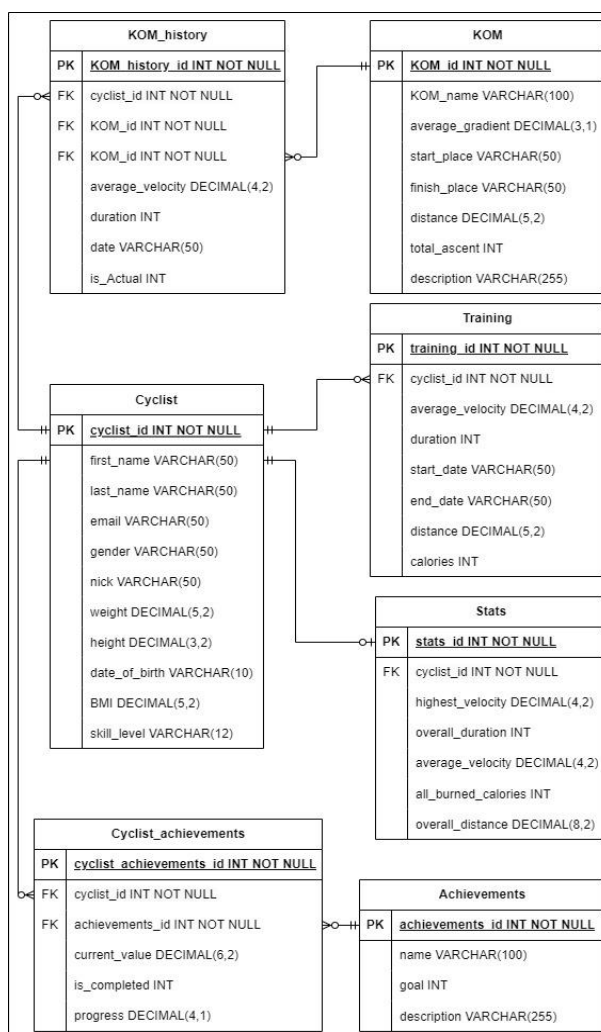 KOM_history
PK KOM_history_id INT NOT NULL
FK cyclist_id INT NOT NULL
FK KOM_id INT NOT NULL
FK KOM_id INT NOT NULL
average_velocity DECIMAL(4,2)
duration INT
date VARCHAR(50)
is_Actual INT
KOM
PK KOM_id INT NOT NULL
KOM_name VARCHAR(100)
average_gradient DECIMAL(3,1)
start_place VARCHAR(50)
finish_place VARCHAR(50)
distance DECIMAL(5,2)
total_ascent INT
description VARCHAR(255)
Training
PK training_id INT NOT NULL
FK cyclist_id INT NOT NULL
average_velocity DECIMAL(4,2)
duration INT
start_date VARCHAR(50)
end_date VARCHAR(50)
distance DECIMAL(5,2)
calories INT
Cyclist
PK cyclist_id INT NOT NULL
first_name VARCHAR(50)
last_name VARCHAR(50)
email VARCHAR(50)
gender VARCHAR(50)
nick VARCHAR(50)
weight DECIMAL(5,2)
height DECIMAL(3,2)
date_of_birth VARCHAR(10)
BMI DECIMAL(5,2)
skill_level VARCHAR(12)
Stats
PK stats_id INT NOT NULL
FK cyclist_id INT NOT NULL
highest_velocity DECIMAL(4,2)
overall_duration INT
average_velocity DECIMAL(4,2)
all_burned_calories INT
overall_distance DECIMAL(8,2)
Cyclist_achievements
PK cyclist_achievements_id INT NOT NULL
FK cyclist_id INT NOT NULL
FK achievements_id INT NOT NULL
current_value DECIMAL(6,2)
is_completed INT
progress DECIMAL(4,1)
Achievements
PK achievements_id INT NOT NULL
name VARCHAR(100)
goal INT
description VARCHAR(255)